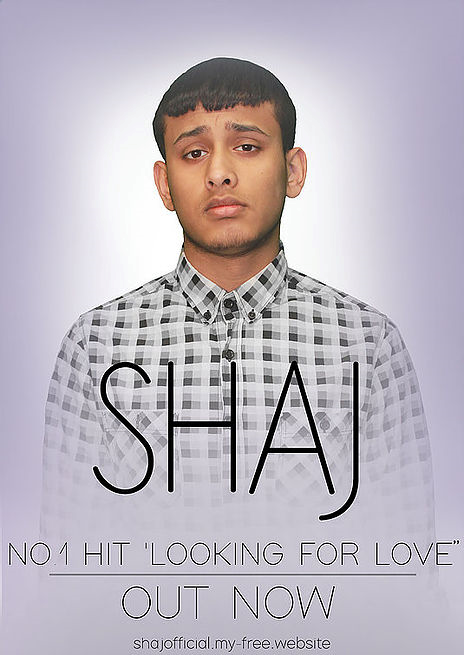 SHAJ
NO.1 HIT 'LOOKING FOR LOVE"
OUT NOW
shajofficial.my-free.website